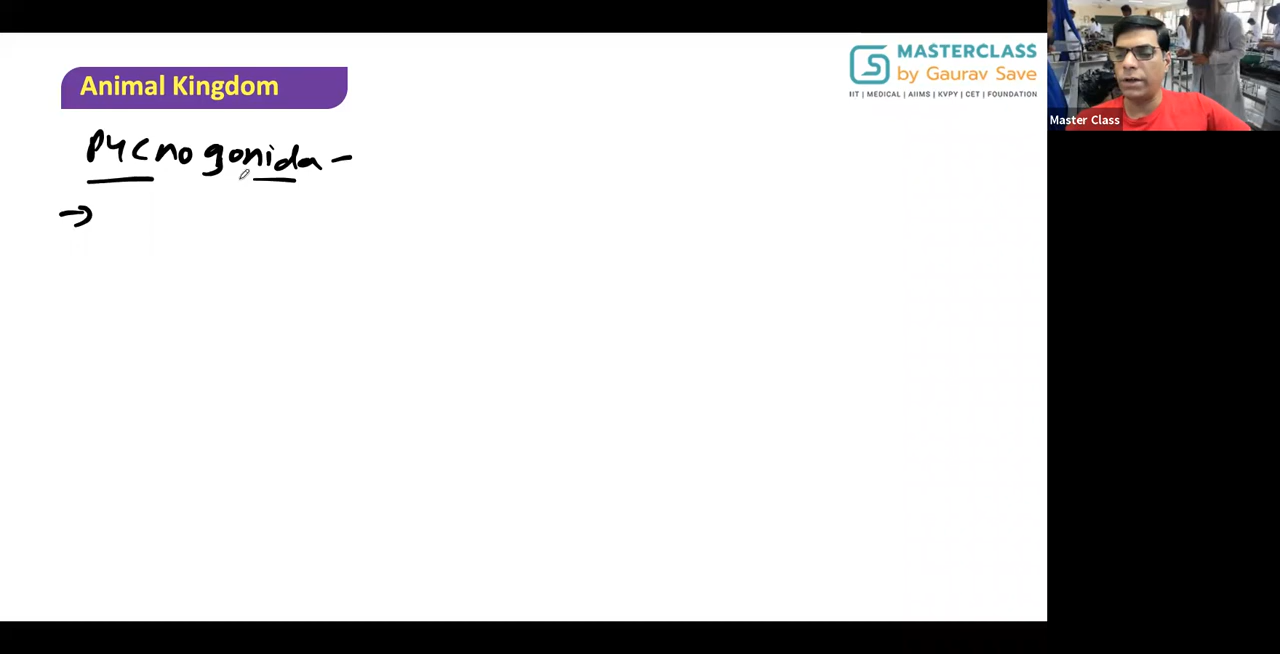 MASTERCLASS
by Gaurav Save
IIT | MEDICAL | AIIMS | KVPY | CET | FOUNDATION
Animal Kingdom
Master Class
Pycnogonida -
→